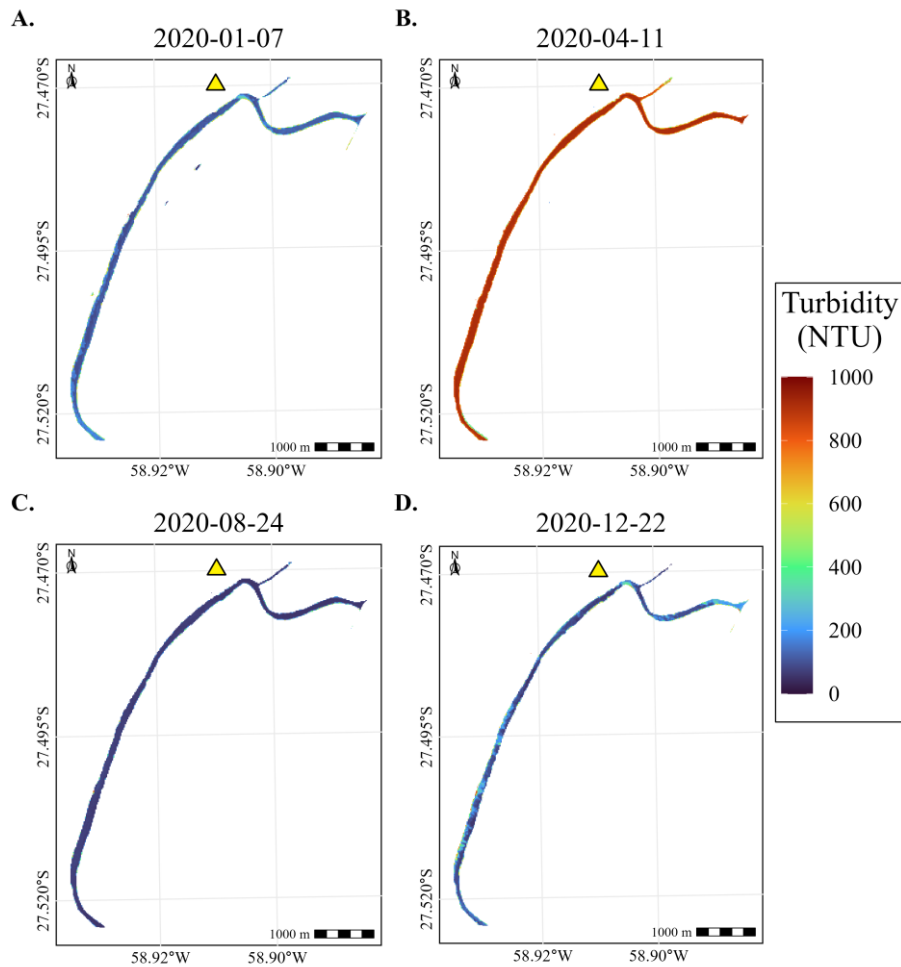 A.
2020-01-07
N
27.470°S
27.495°S
27.520°S
1000 m
58.92°W 58.90°W
B.
2020-04-11
N
27.470°S
27.495°S
27.520°S
1000 m
58.92°W 58.90°W
Turbidity
(NTU)
1000
800
600
400
200
0
C.
2020-08-24
N
27.470°S
27.495°S
27.520°S
1000 m
58.92°W 58.90°W
D.
2020-12-22
N
27.470°S
27.495°S
27.520°S
1000 m
58.92°W 58.90°W